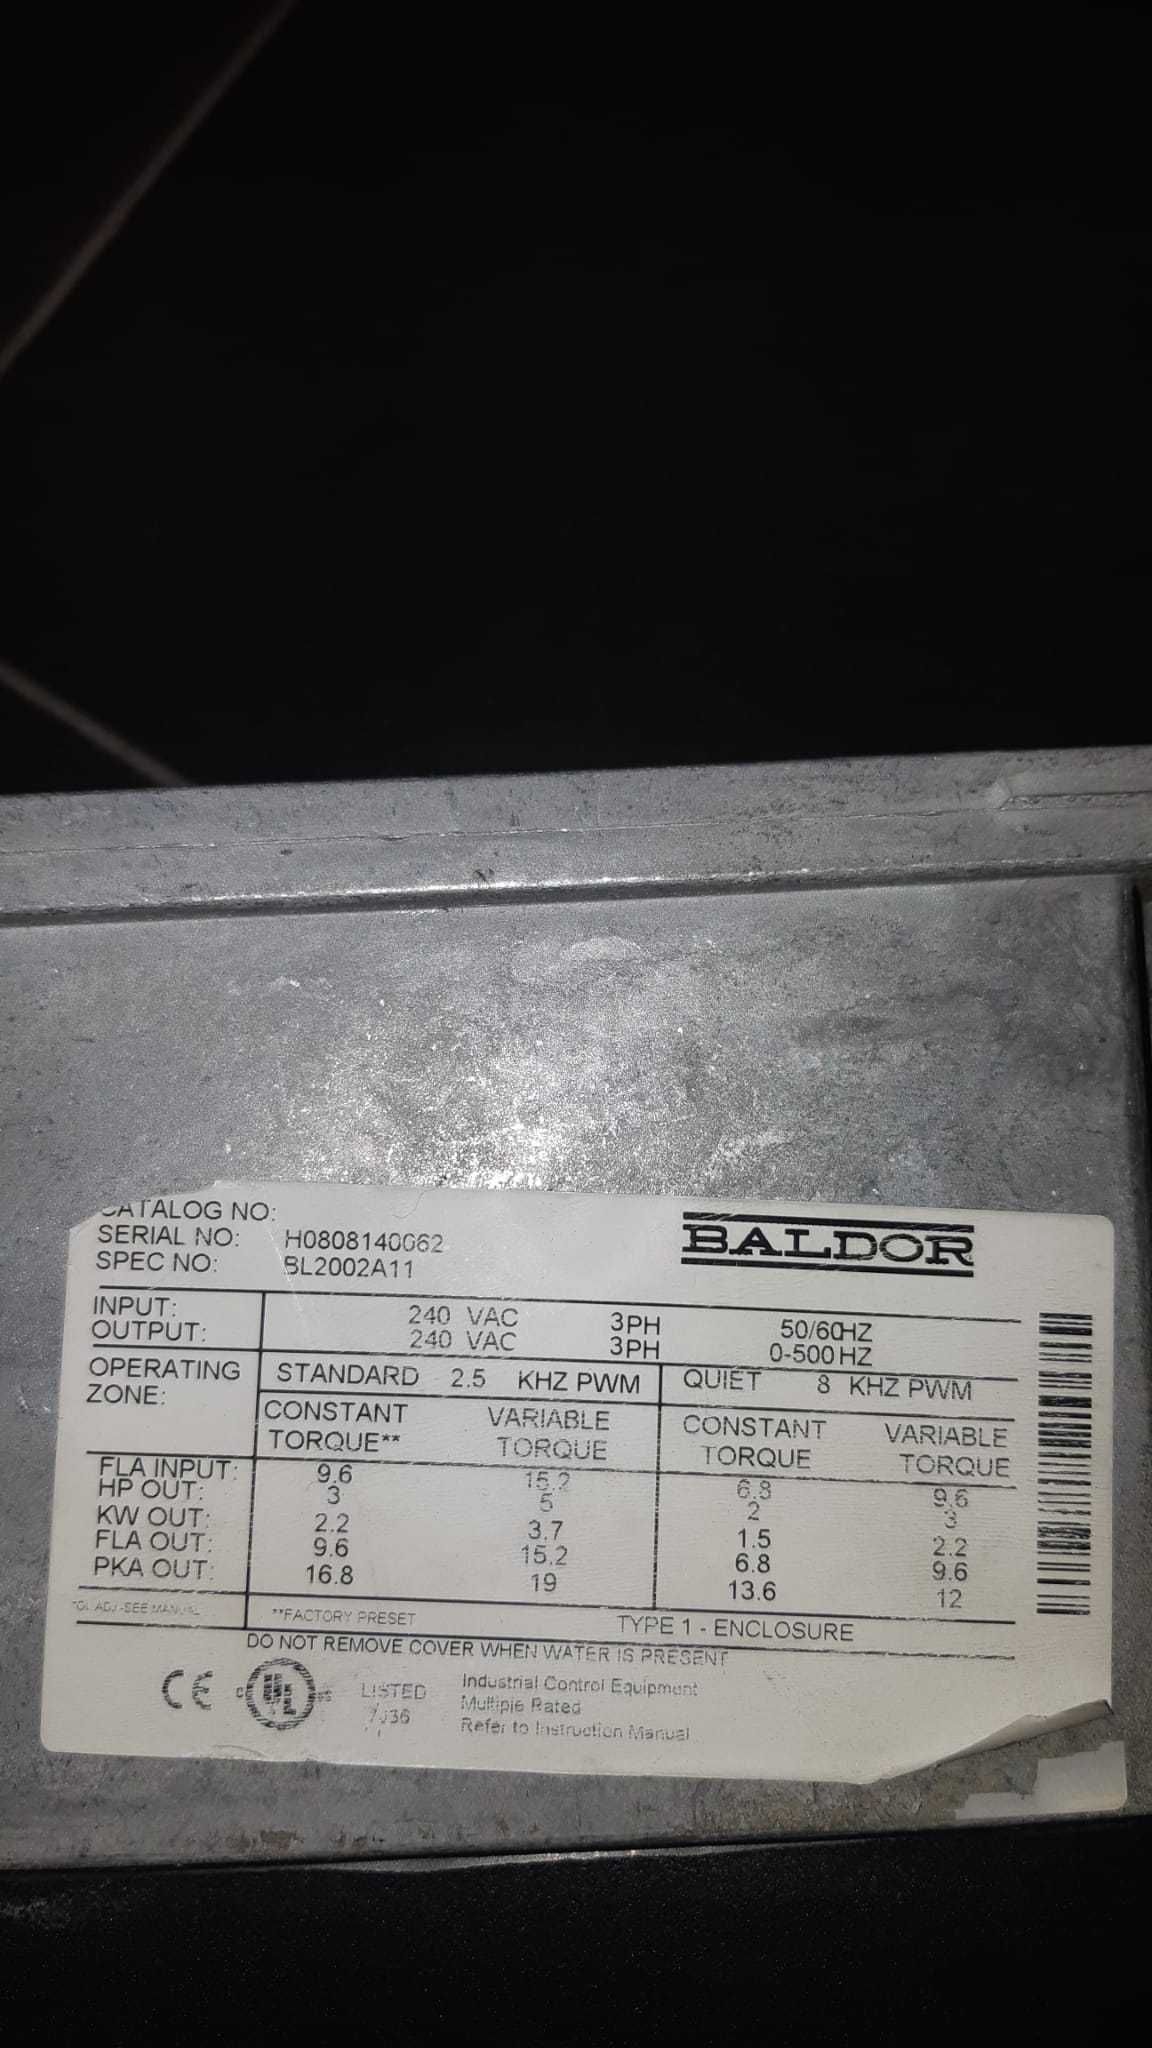 CATALOG NO:
BALDOR
SERIAL NO: H0808140062
SPEC NO: BL2002A11
INPUT: 240 VAC 3PH 50/60HZ
OUTPUT: 240 VAC 3PH 0-500 HZ
OPERATING ZONE: STANDARD 2.5 KHZ PWM QUIET 8 KHZ PWM
CONSTANT TORQUE** VARIABLE TORQUE CONSTANT TORQUE VARIABLE TORQUE
FLA INPUT: 9.6 15.2 6.8 9.6
HP OUT: 3 5 2 3
KW OUT: 2.2 3.7 1.5 2.2
FLA OUT: 9.6 15.2 6.8 9.6
PKA OUT: 16.8 19 13.6 12
ADJ-SEE MANUAL **FACTORY PRESET TYPE 1 - ENCLOSURE
DO NOT REMOVE COVER WHEN WATER IS PRESENT
CE c UL us LISTED Industrial Control Equipment
Multiple Rated
Refer to Instruction Manual